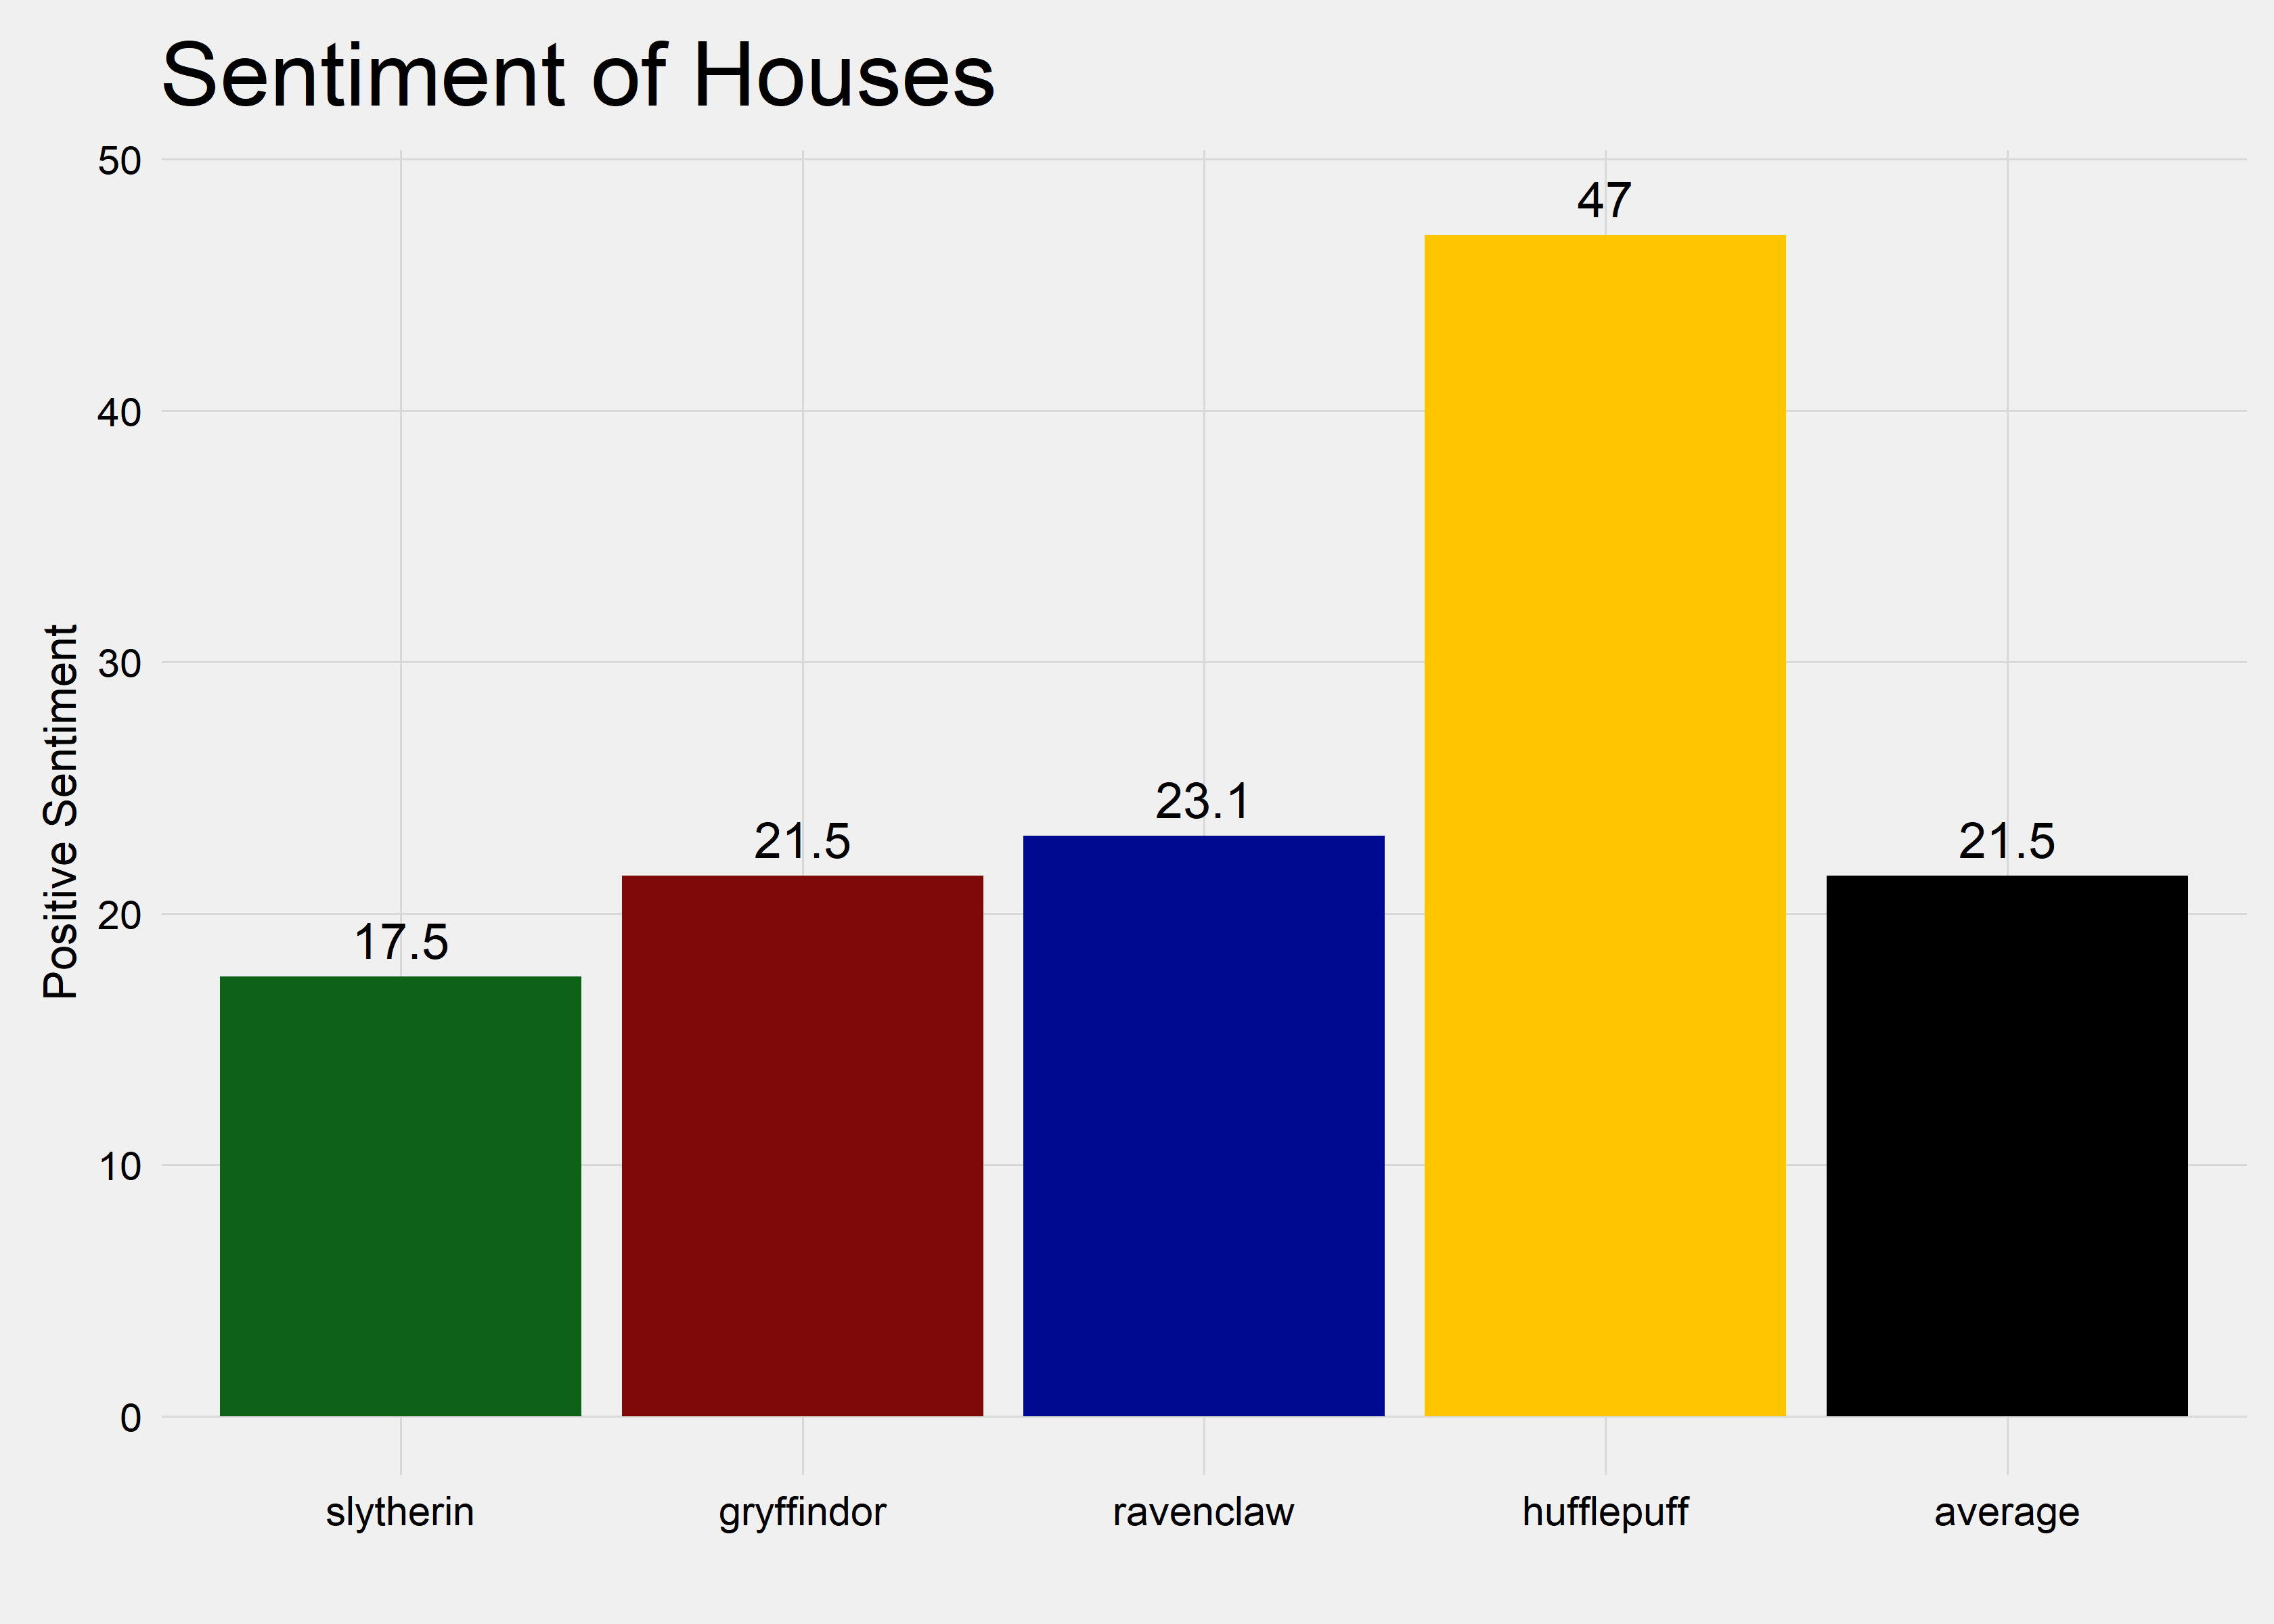 Sentiment of Houses
Positive Sentiment
50
40
30
20
10
0
47
23.1
21.5
21.5
17.5
slytherin
gryffindor
ravenclaw
hufflepuff
average